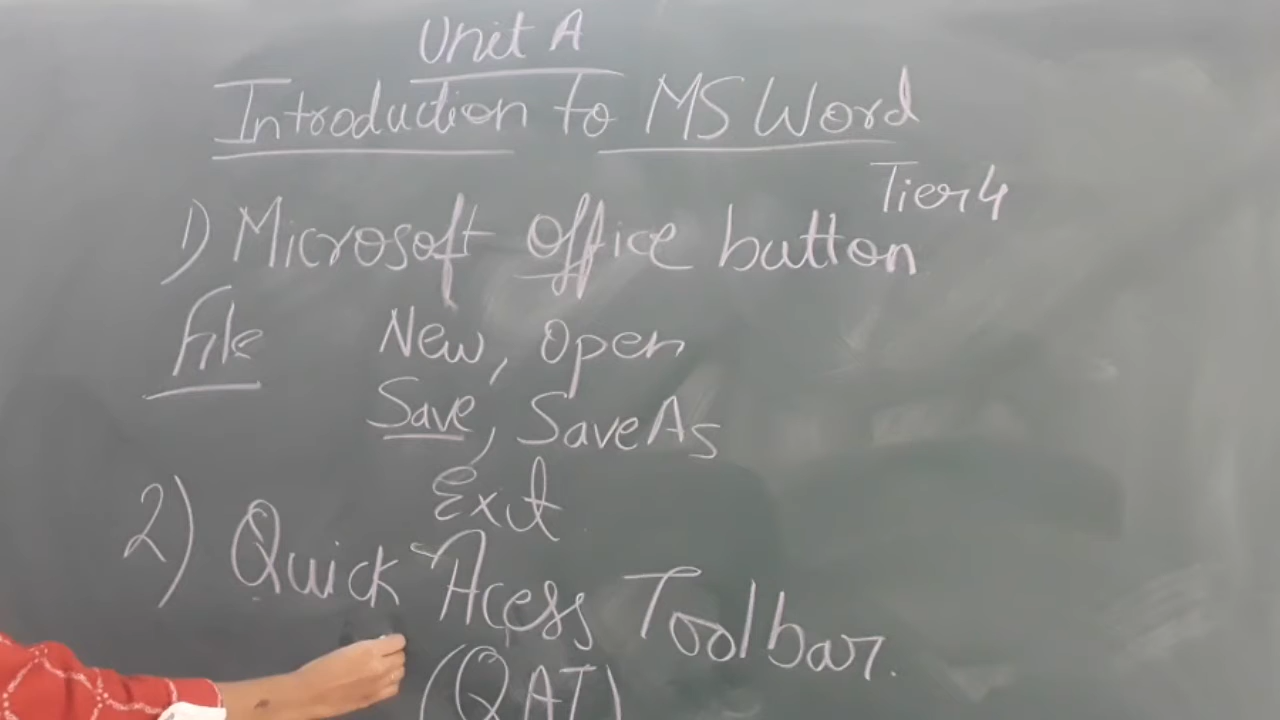 Unit A
Introduction to MS Word
Tier 4
1) Microsoft Office button
File New, Open
Save, Save As
Exit
2) Quick Acess Toolbar.
(QAT)